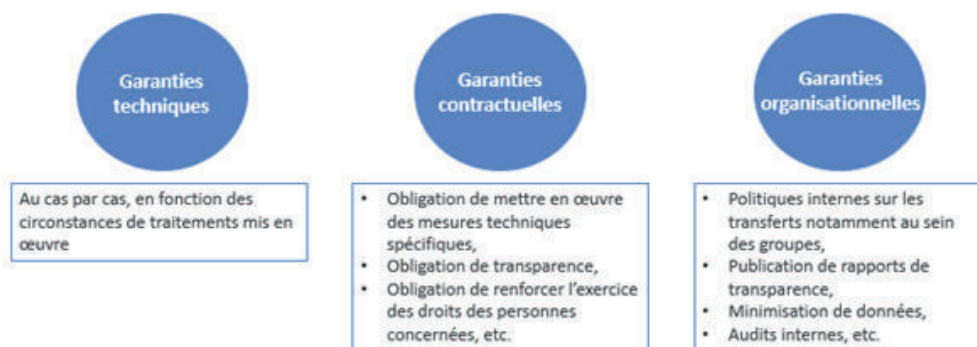 Garanties
techniques
Garanties
contractuelles
Garanties
organisationnelles
Au cas par cas, en fonction des
circonstances de traitements mis en
œuvre
• Obligation de mettre en œuvre
des mesures techniques
spécifiques,
• Obligation de transparence,
• Obligation de renforcer l'exercice
des droits des personnes
concernées, etc.
• Politiques internes sur les
transferts notamment au sein
des groupes,
• Publication de rapports de
transparence,
• Minimisation de données,
• Audits internes, etc.